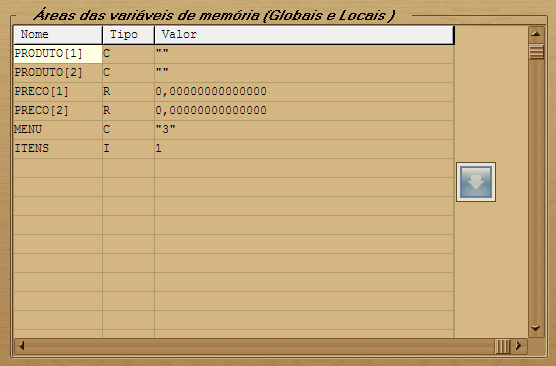 Áreas das variáveis de memória (Globais e Locais )
Nome Tipo Valor
PRODUTO[1] C ""
PRODUTO[2] C ""
PRECO[1] R 0,00000000000000
PRECO[2] R 0,00000000000000
MENU C "3"
ITENS I 1